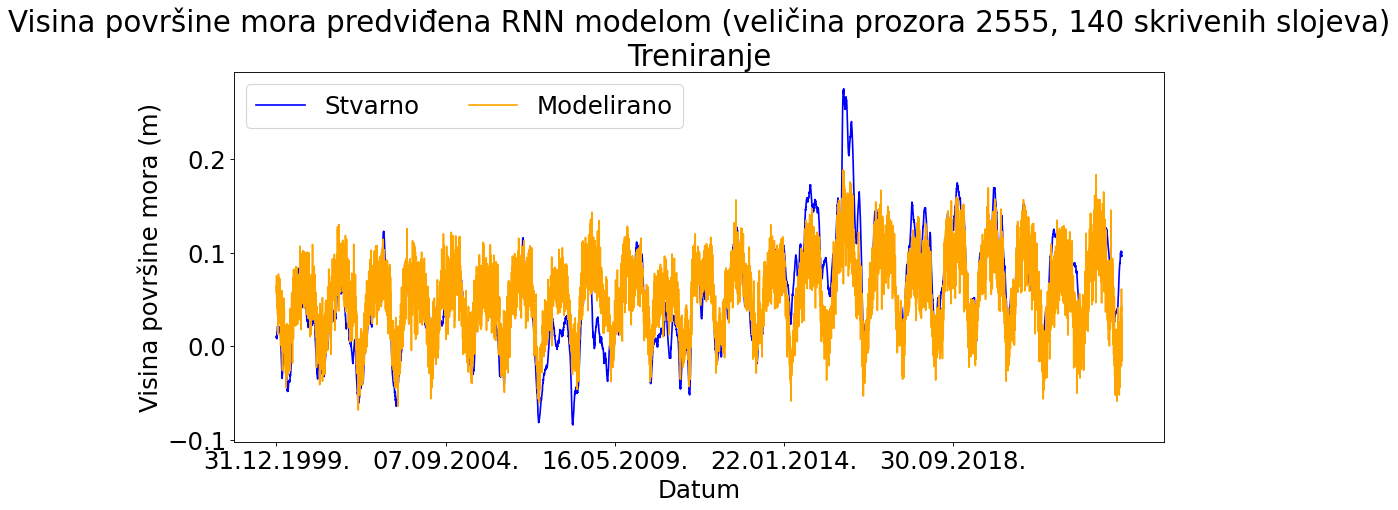 Visina površine mora predviđena RNN modelom (veličina prozora 2555, 140 skrivenih slojeva)
Treniranje
Stvarno
Modelirano
Visina površine mora (m)
0.2
0.1
0.0
−0.1
31.12.1999.
07.09.2004.
16.05.2009.
22.01.2014.
30.09.2018.
Datum